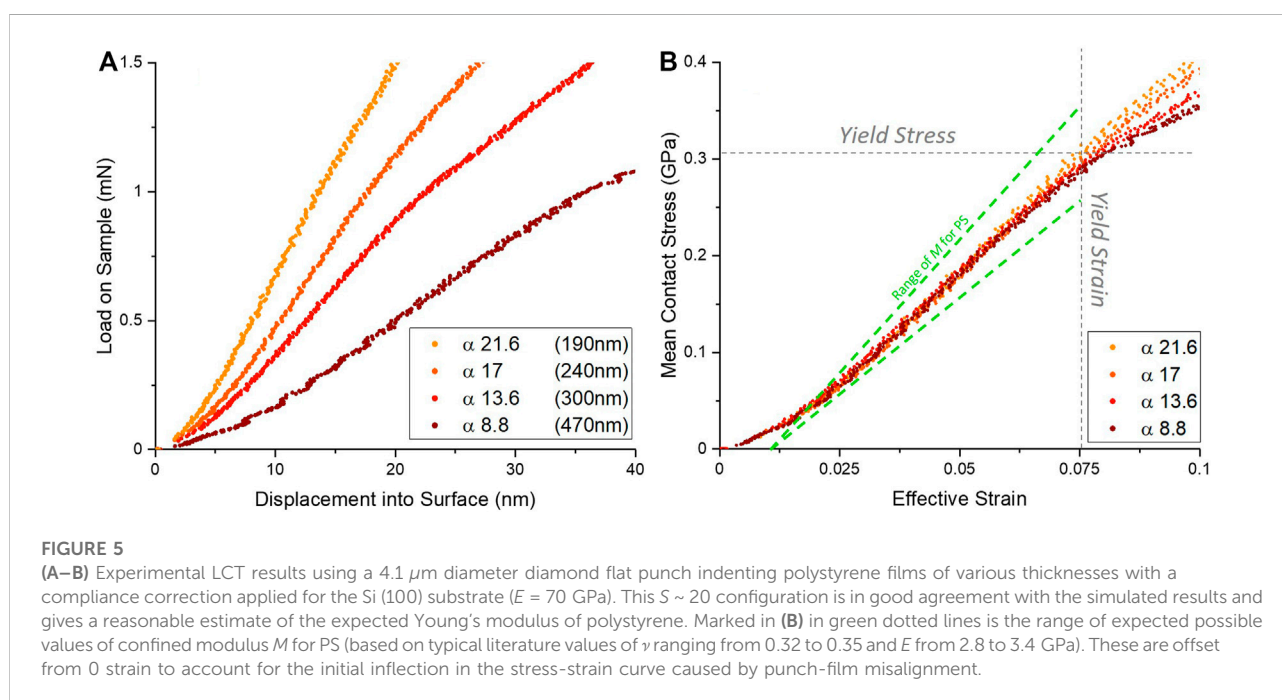 A
1.5
1
0.5
0
Load on Sample (mN)
0 10 20 30 40
Displacement into Surface (nm)
α 21.6 (190nm)
α 17 (240nm)
α 13.6 (300nm)
α 8.8 (470nm)
B
0.4
0.3
0.2
0.1
0
Mean Contact Stress (GPa)
0 0.025 0.05 0.075 0.1
Effective Strain
Yield Stress
Yield Strain
Range of M for PS
α 21.6
α 17
α 13.6
α 8.8
FIGURE 5
(A–B) Experimental LCT results using a 4.1 µm diameter diamond flat punch indenting polystyrene films of various thicknesses with a
compliance correction applied for the Si (100) substrate (E = 70 GPa). This S ~ 20 configuration is in good agreement with the simulated results and
gives a reasonable estimate of the expected Young's modulus of polystyrene. Marked in (B) in green dotted lines is the range of expected possible
values of confined modulus M for PS (based on typical literature values of ν ranging from 0.32 to 0.35 and E from 2.8 to 3.4 GPa). These are offset
from 0 strain to account for the initial inflection in the stress-strain curve caused by punch-film misalignment.